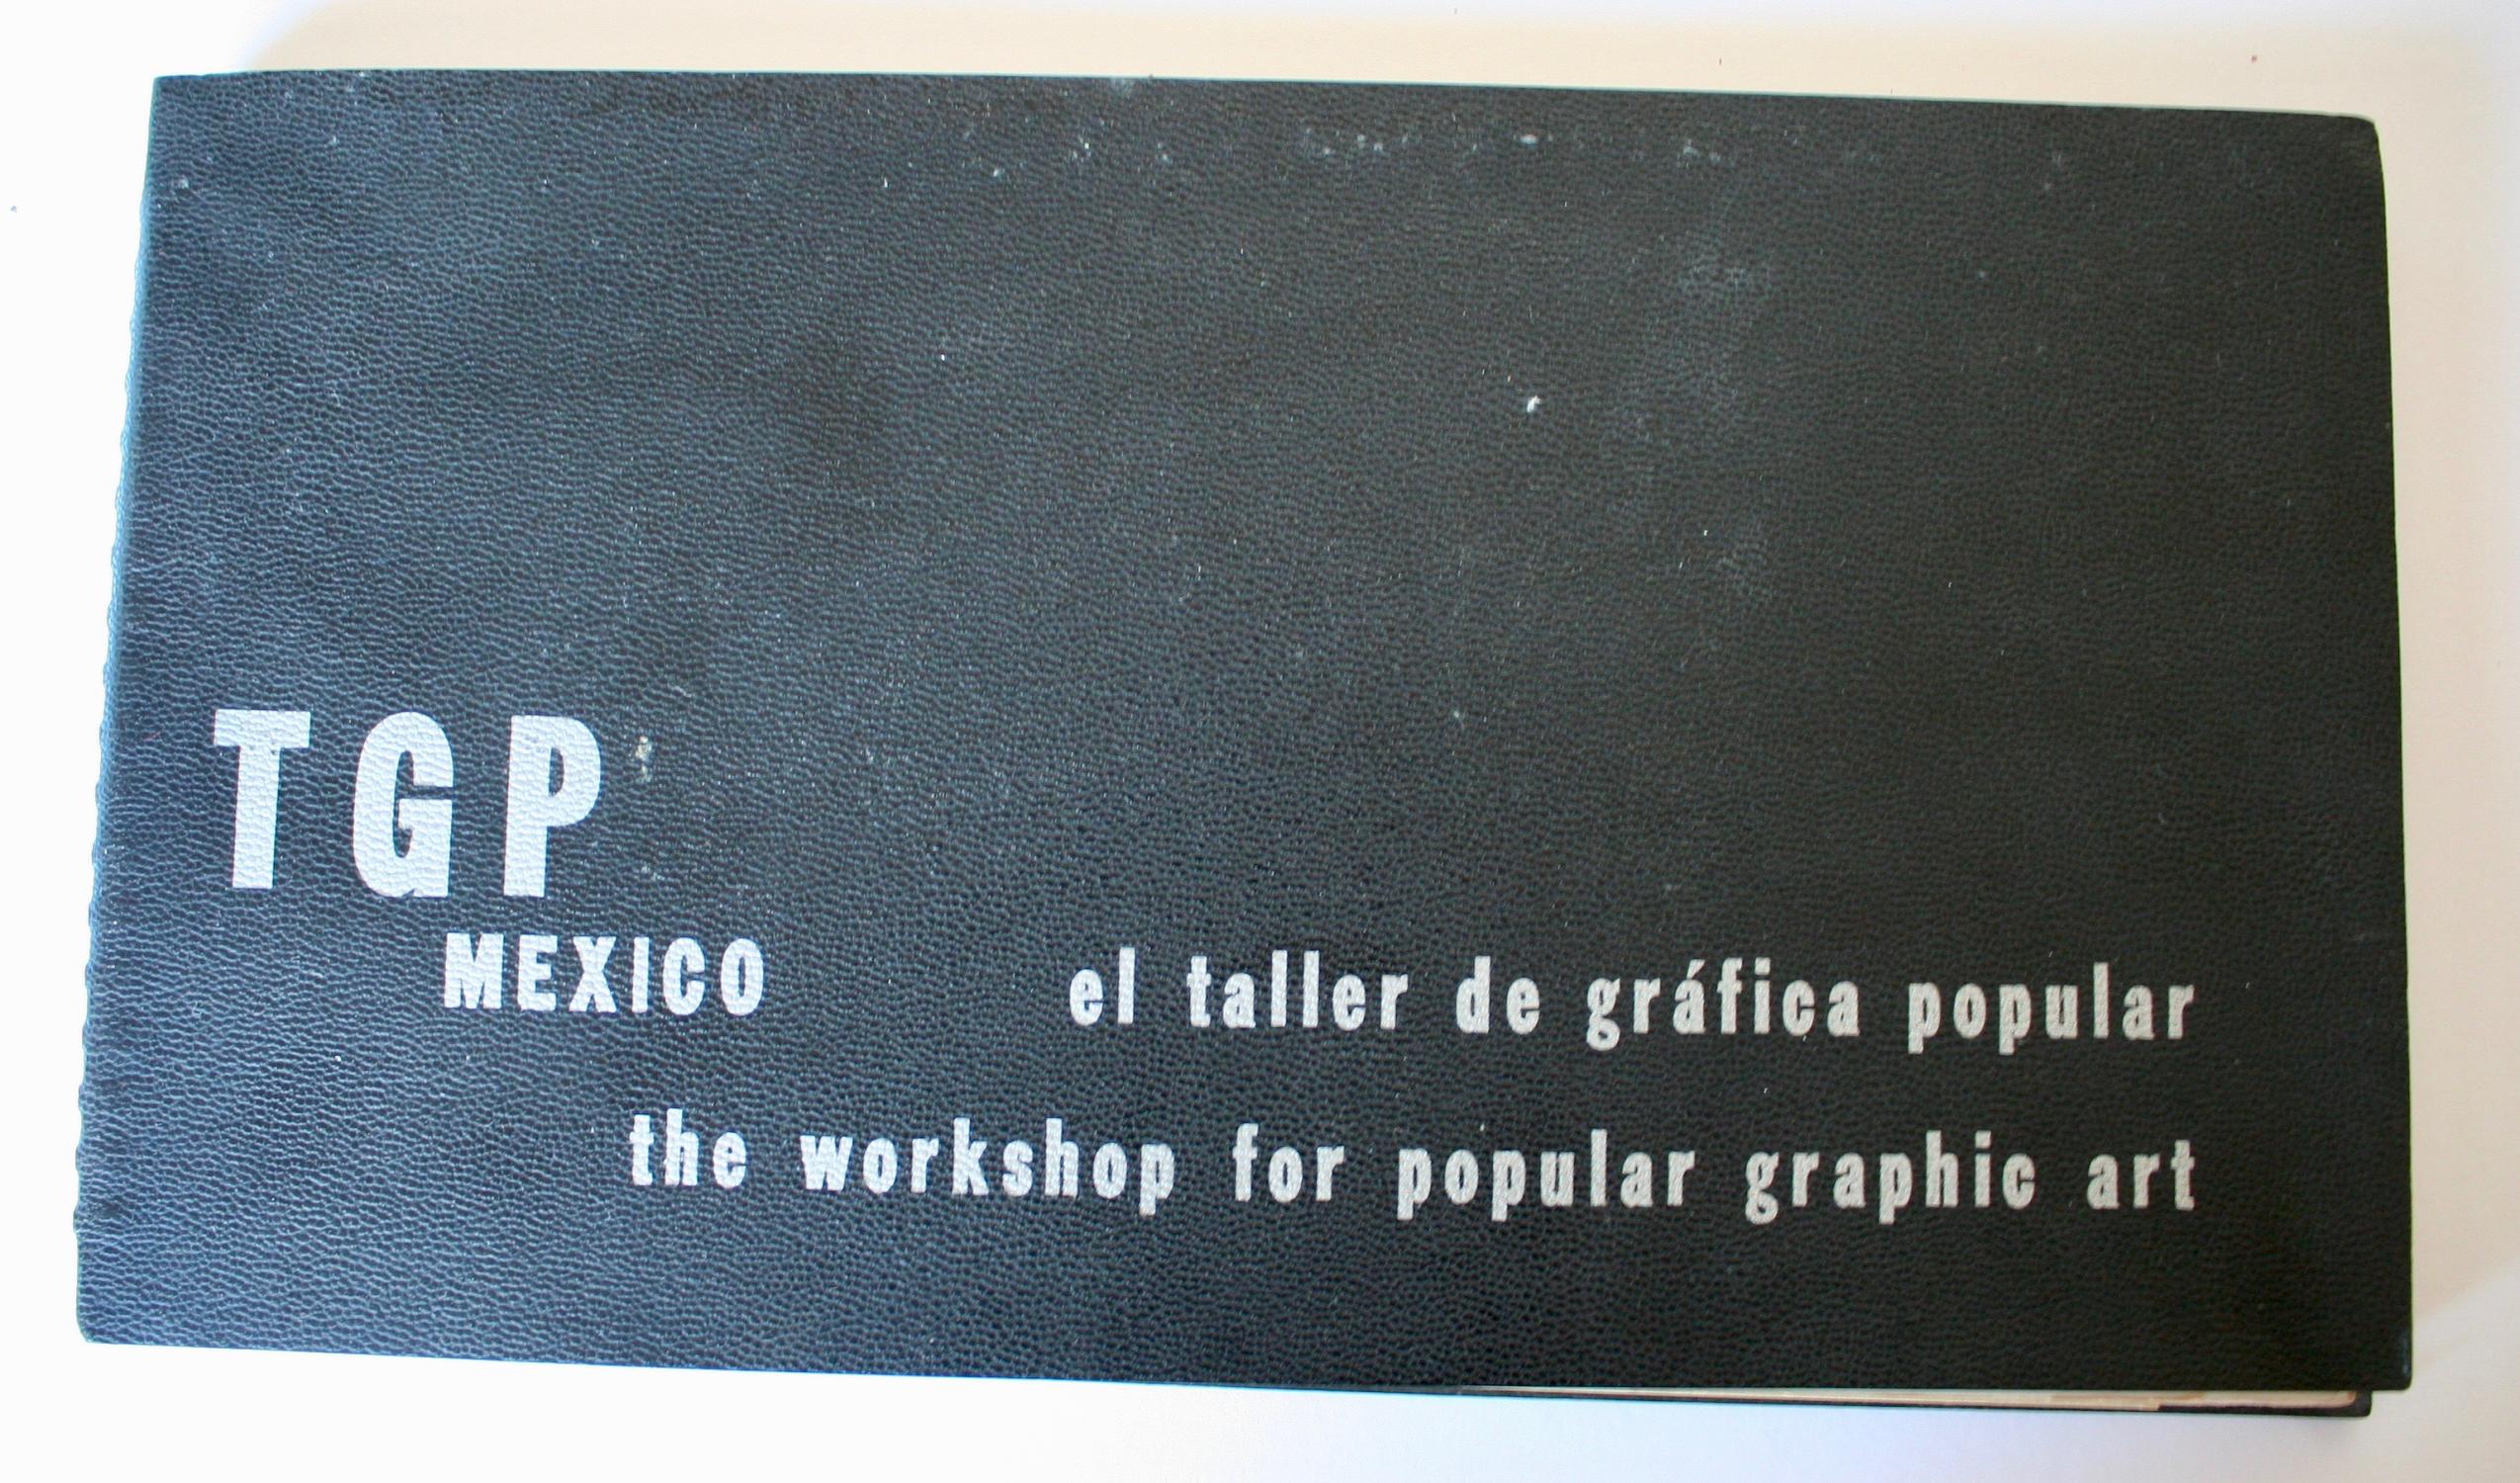 TGP
MEXICO
el taller de gráfica popular
the workshop for popular graphic art